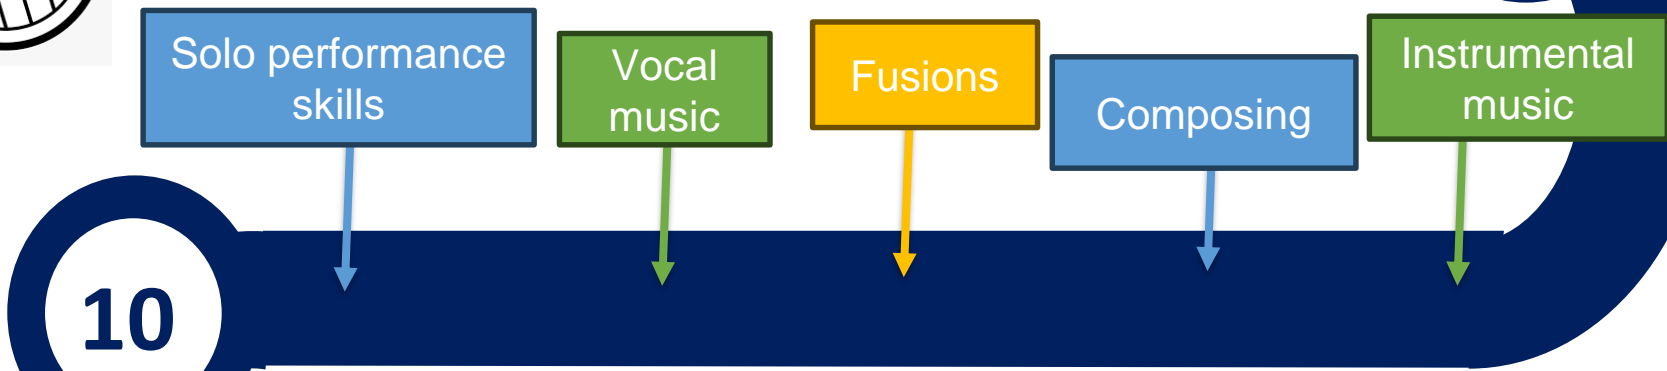 Solo performance
skills
Vocal
music
Fusions
Composing
Instrumental
music
10